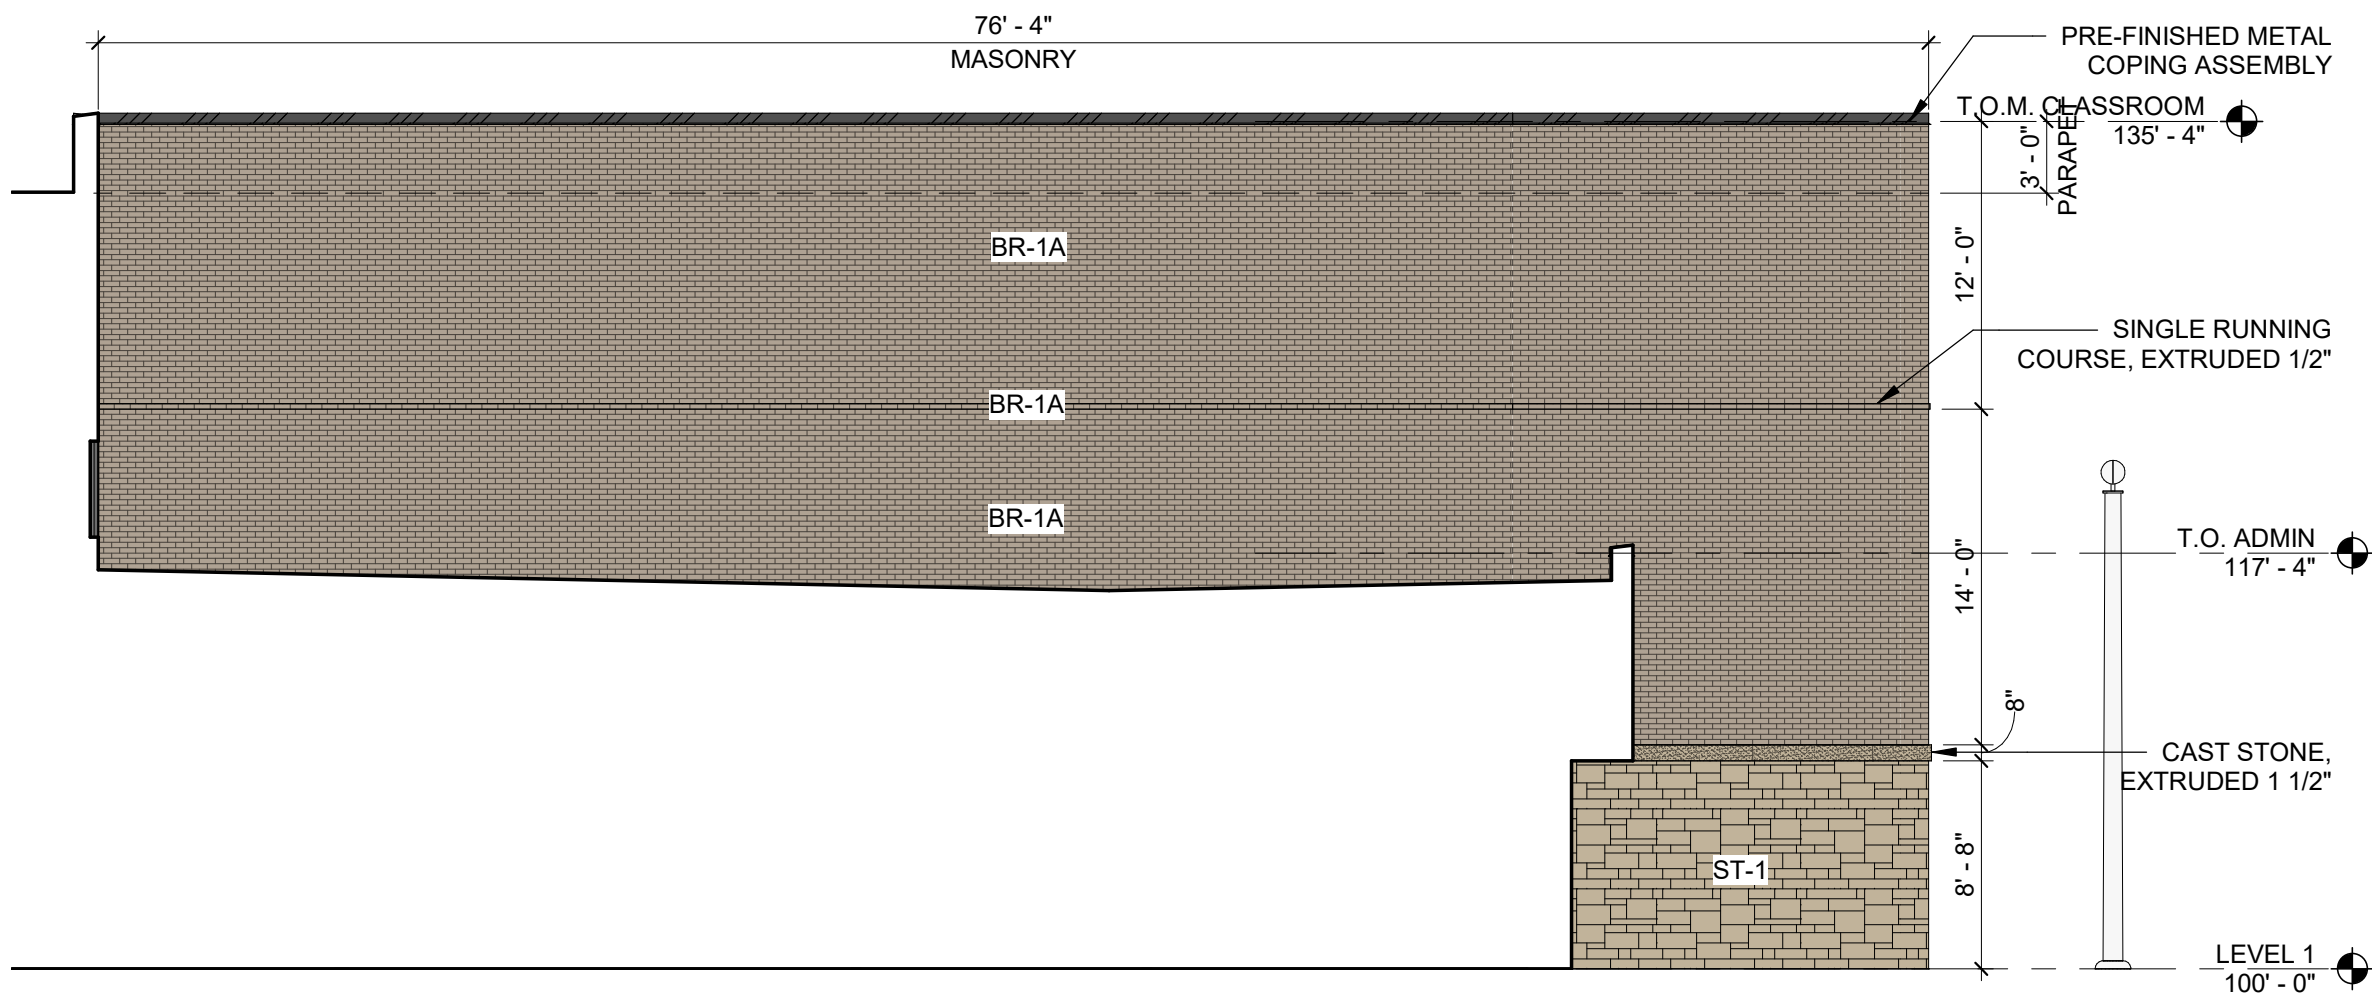 76' - 4"
MASONRY
PRE-FINISHED METAL
COPING ASSEMBLY
T.O.M. CLASSROOM
135' - 4"
3' - 0"
PARAPET
BR-1A
12' - 0"
SINGLE RUNNING
COURSE, EXTRUDED 1/2"
BR-1A
BR-1A
T.O. ADMIN
117' - 4"
14' - 0"
8"
CAST STONE,
EXTRUDED 1 1/2"
ST-1
8' - 8"
LEVEL 1
100' - 0"